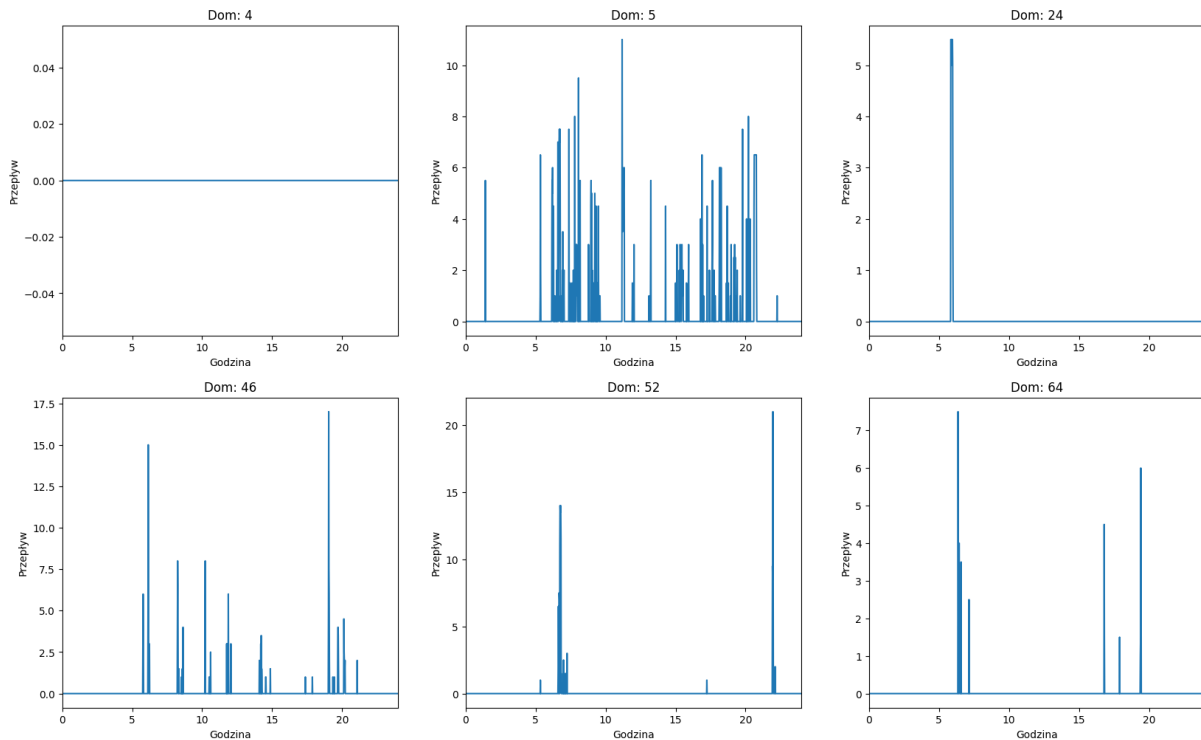 Dom: 4
0.04
0.02
0.00
−0.02
−0.04
Przepływ
0 5 10 15 20
Godzina
Dom: 5
10
8
6
4
2
0
Przepływ
0 5 10 15 20
Godzina
Dom: 24
5
4
3
2
1
0
Przepływ
0 5 10 15 20
Godzina
Dom: 46
17.5
15.0
12.5
10.0
7.5
5.0
2.5
0.0
Przepływ
0 5 10 15 20
Godzina
Dom: 52
20
15
10
5
0
Przepływ
0 5 10 15 20
Godzina
Dom: 64
7
6
5
4
3
2
1
0
Przepływ
0 5 10 15 20
Godzina